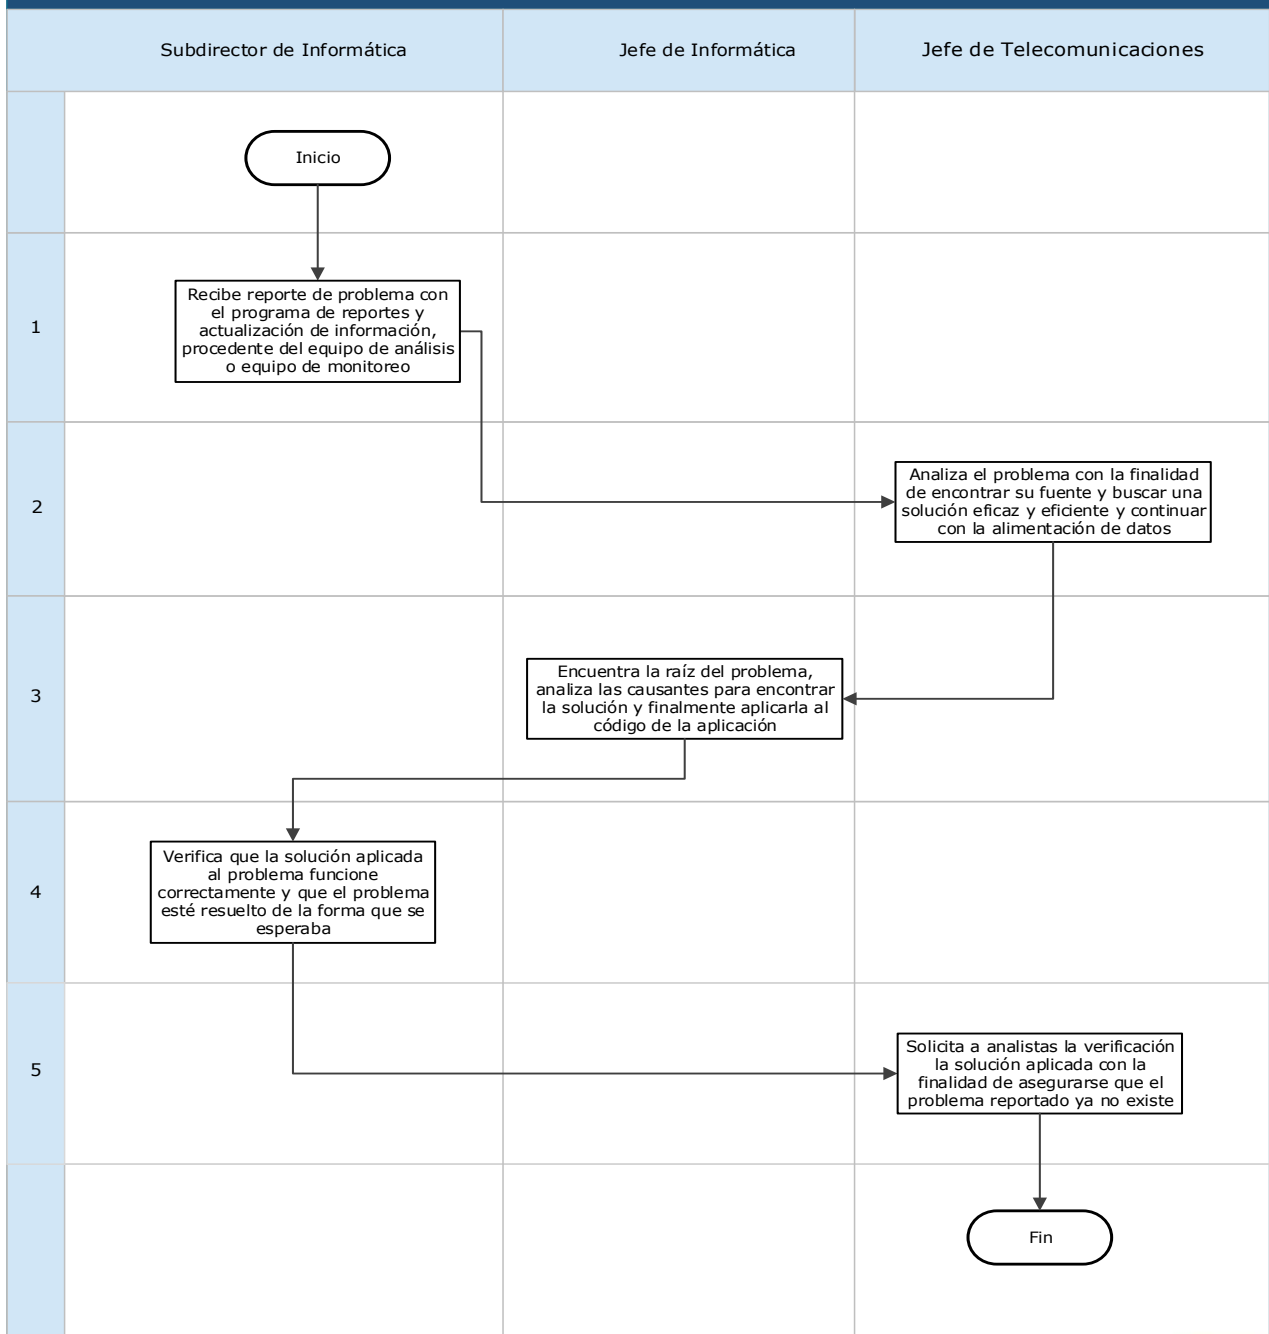 Subdirector de Informática
Jefe de Informática
Jefe de Telecomunicaciones
Inicio
1
Recibe reporte de problema con
el programa de reportes y
actualización de información,
procedente del equipo de análisis
o equipo de monitoreo
2
Analiza el problema con la finalidad
de encontrar su fuente y buscar una
solución eficaz y eficiente y continuar
con la alimentación de datos
3
Encuentra la raíz del problema,
analiza las causantes para encontrar
la solución y finalmente aplicarla al
código de la aplicación
4
Verifica que la solución aplicada
al problema funcione
correctamente y que el problema
esté resuelto de la forma que se
esperaba
5
Solicita a analistas la verificación
la solución aplicada con la
finalidad de asegurarse que el
problema reportado ya no existe
Fin